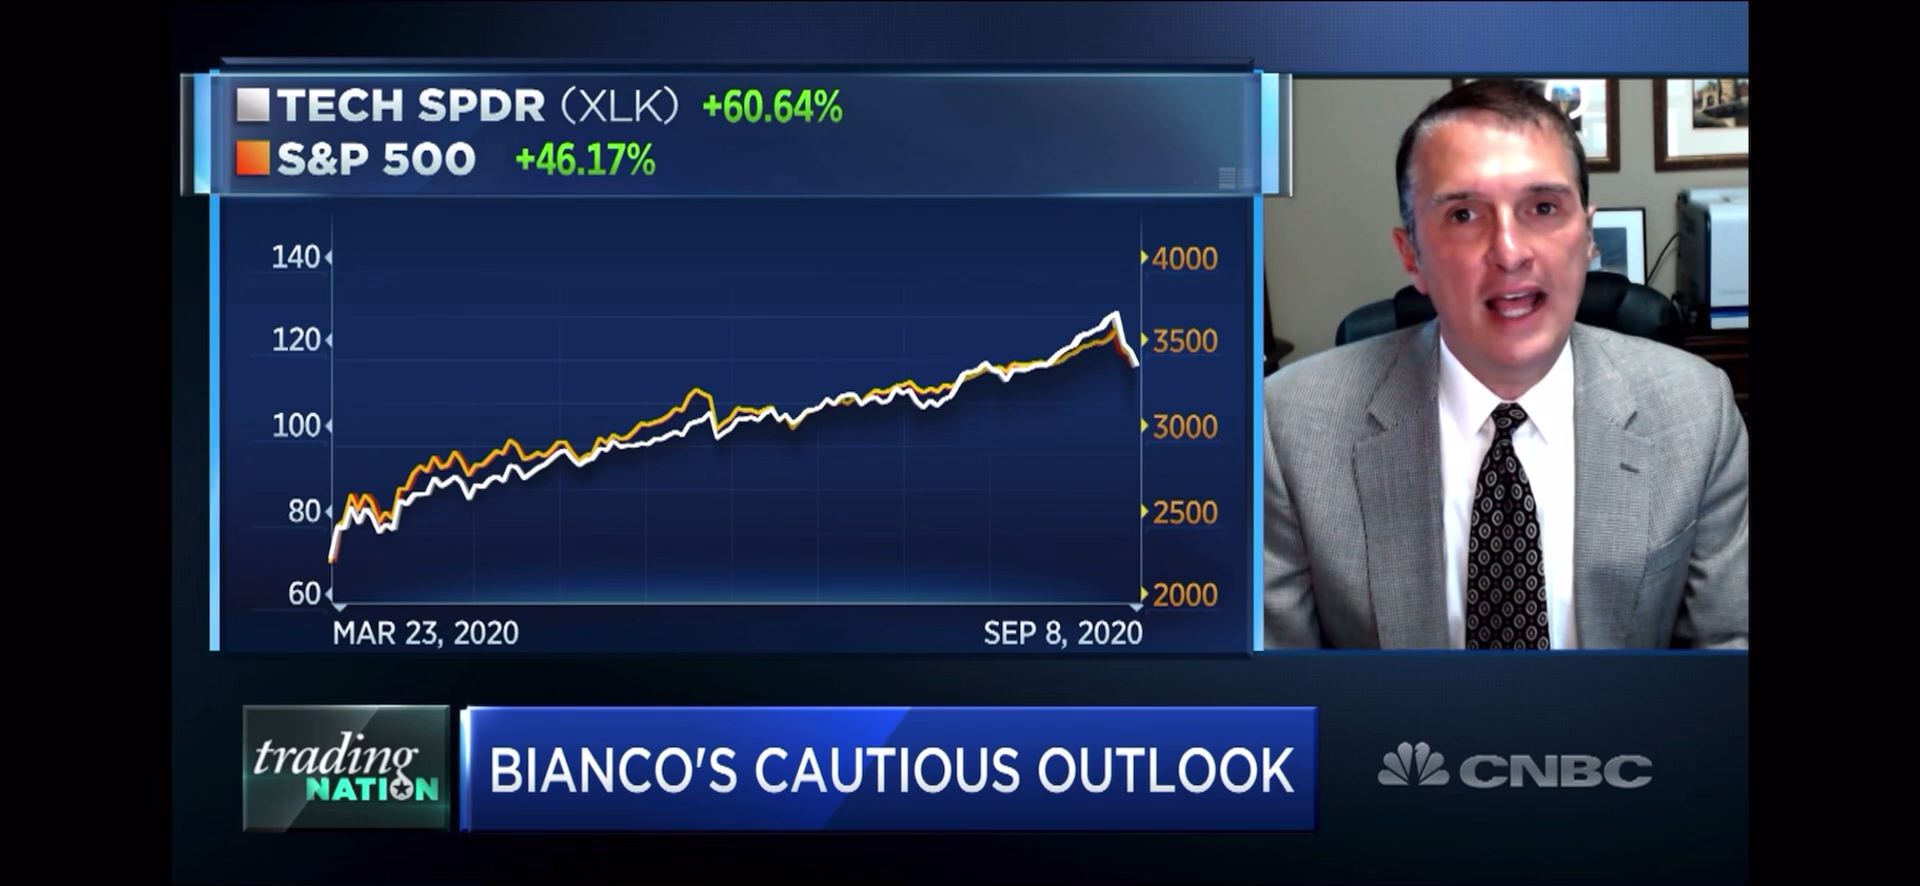 TECH SPDR (XLK) +60.64%
S&P 500 +46.17%
140 4000
120 3500
100 3000
80 2500
60 2000
MAR 23, 2020 SEP 8, 2020
trading
NATION
BIANCO'S CAUTIOUS OUTLOOK
CNBC